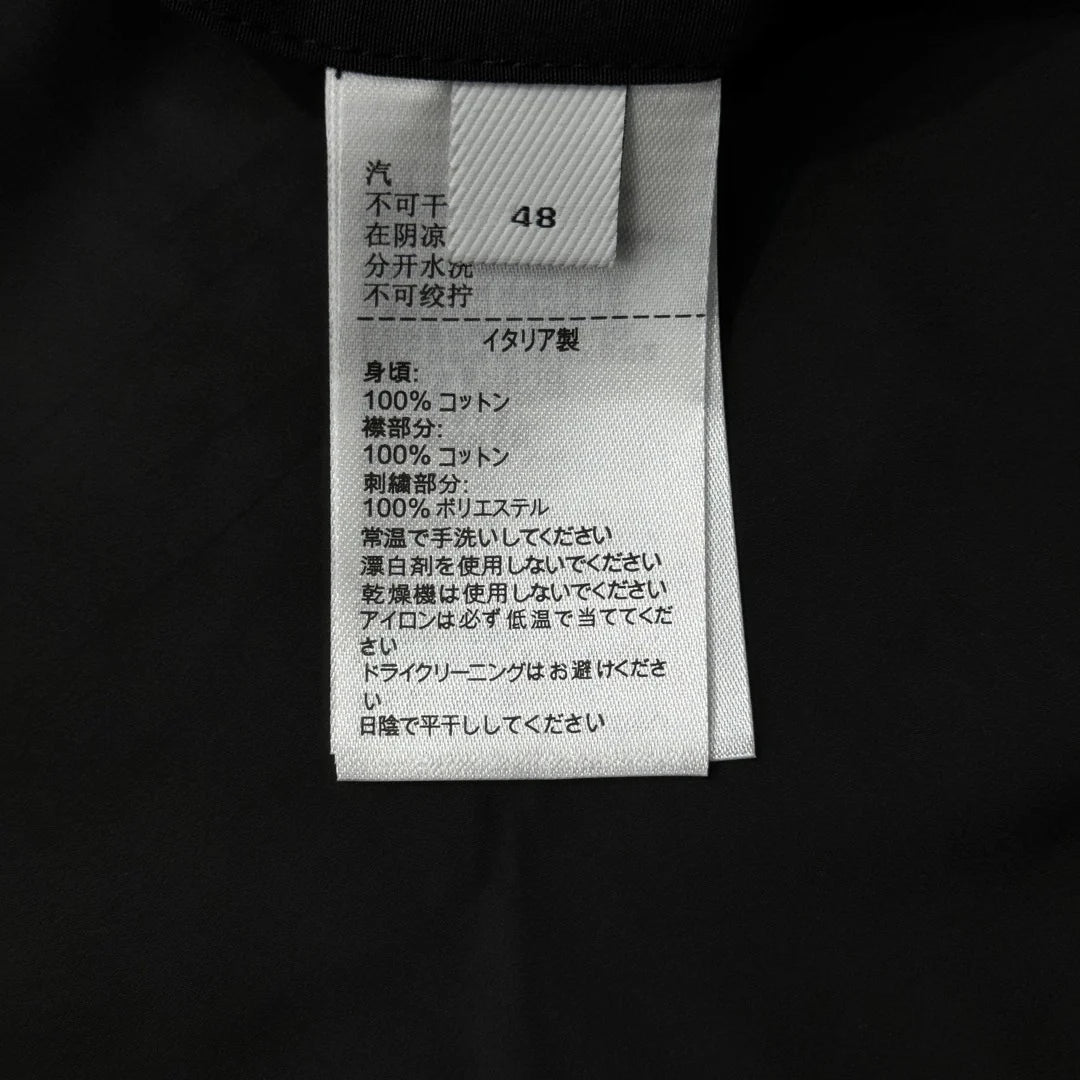 48
汽
不可干
在阴凉
分开水洗
不可绞拧
イタリア製
身頃:
100% コットン
襟部分:
100% コットン
刺繍部分:
100% ポリエステル
常温で手洗いしてください
漂白剤を使用しないでください
乾燥機は使用しないでください
アイロンは必ず低温で当ててくだ
さい
ドライクリーニングはお避けくださ
い
日陰で平干ししてください